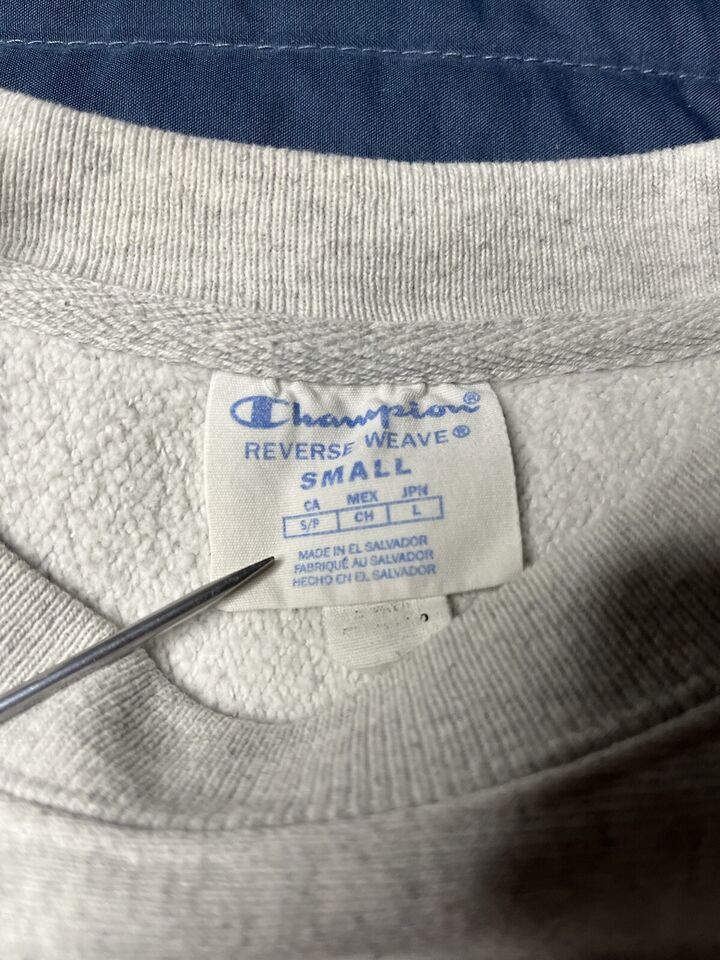 Champion®
REVERSE WEAVE®
SMALL
CA MEX JPN
S/P CH L
MADE IN EL SALVADOR
FABRIQUÉ AU SALVADOR
HECHO EN EL SALVADOR